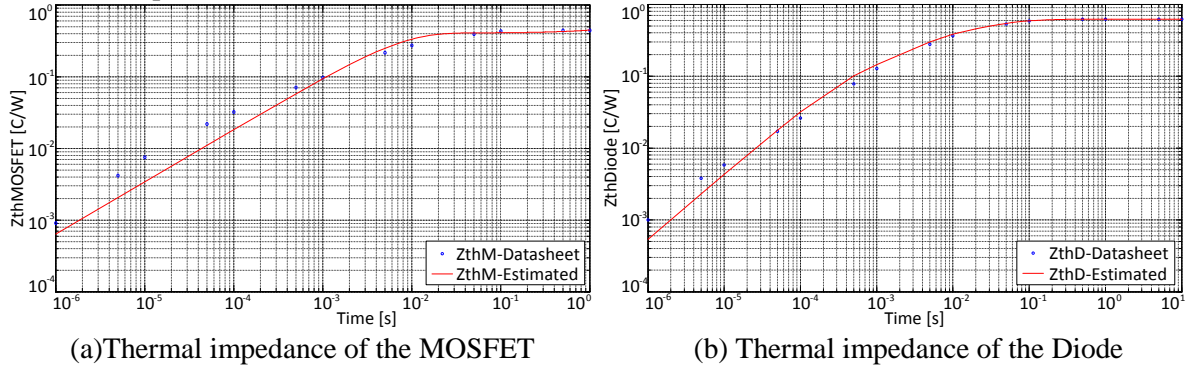 10^0
10^-1
10^-2
10^-3
10^-4
ZthMOSFET [C/W]
ZthM-Datasheet
ZthM-Estimated
10^-6 10^-5 10^-4 10^-3 10^-2 10^-1 10^0
Time [s]
(a)Thermal impedance of the MOSFET
10^0
10^-1
10^-2
10^-3
10^-4
ZthDiode[C/W]
ZthD-Datasheet
ZthD-Estimated
10^-6 10^-5 10^-4 10^-3 10^-2 10^-1 10^0 10^1
Time [s]
(b) Thermal impedance of the Diode